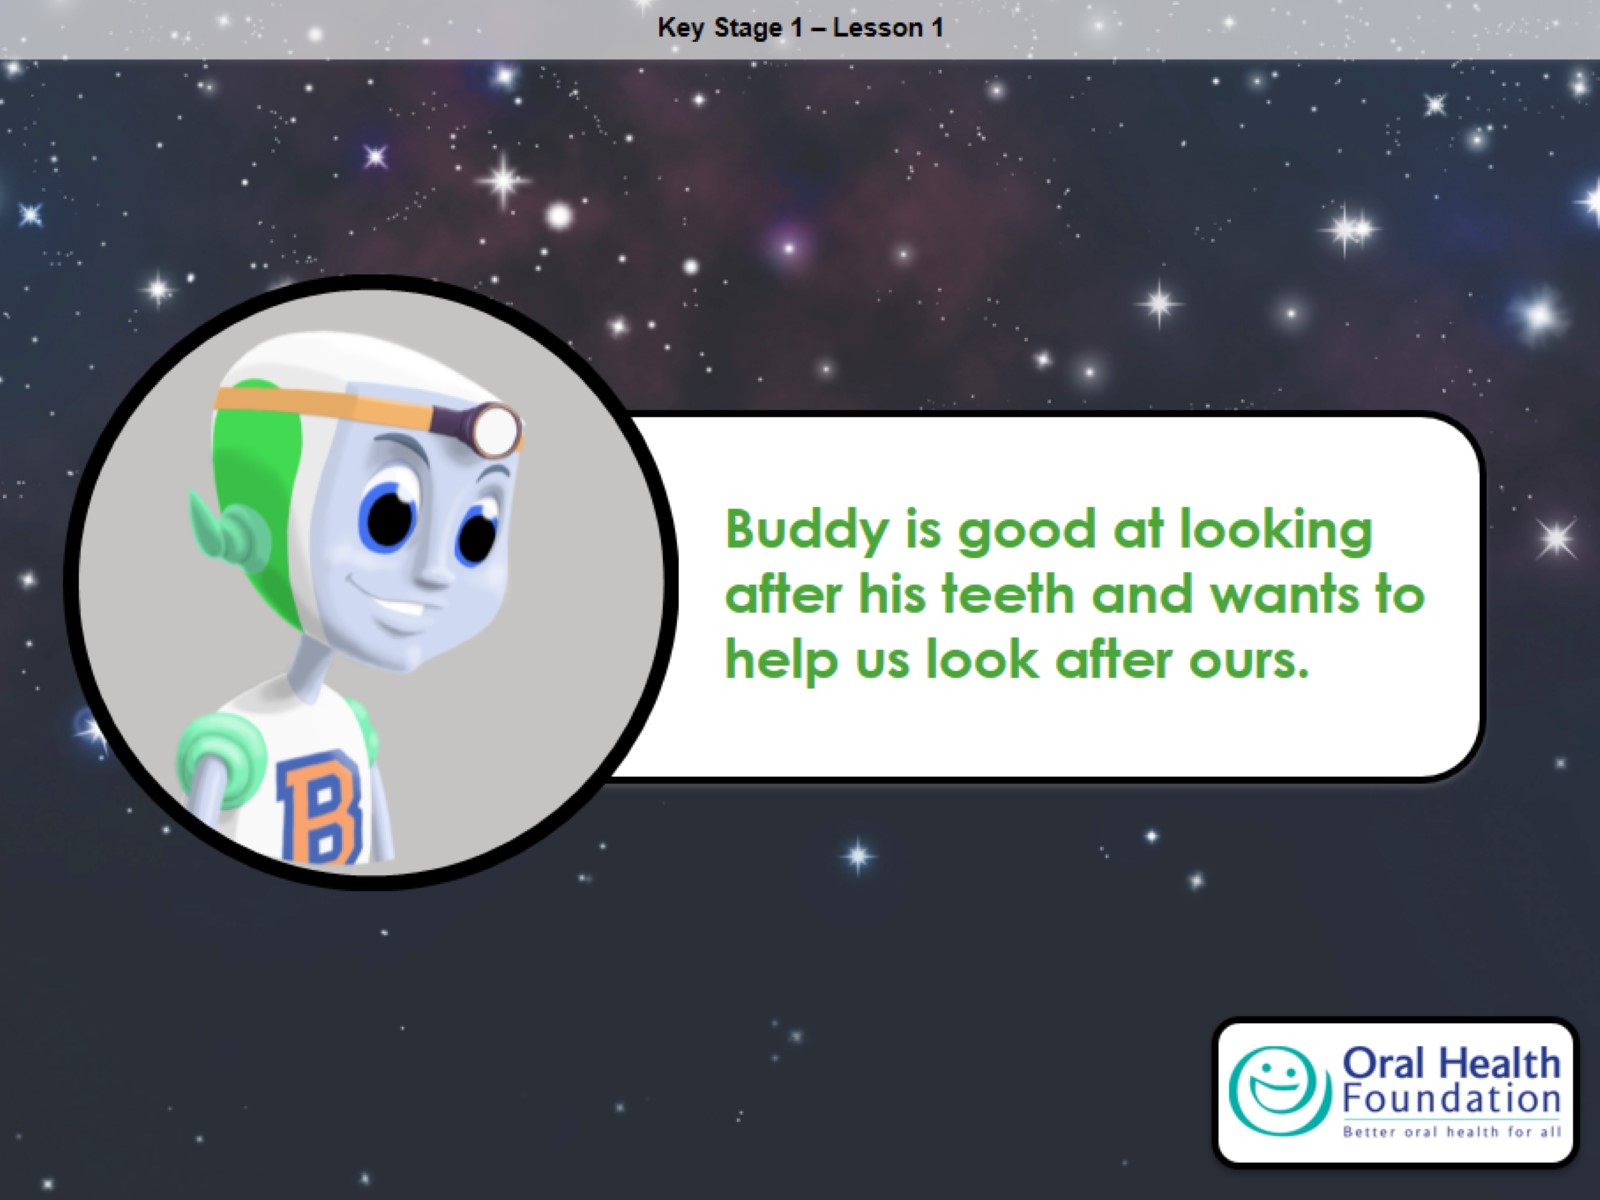 Key Stage 1 – Lesson 1
Buddy is good at looking
after his teeth and wants to
help us look after ours.
B
Oral Health
Foundation
Better oral health for all